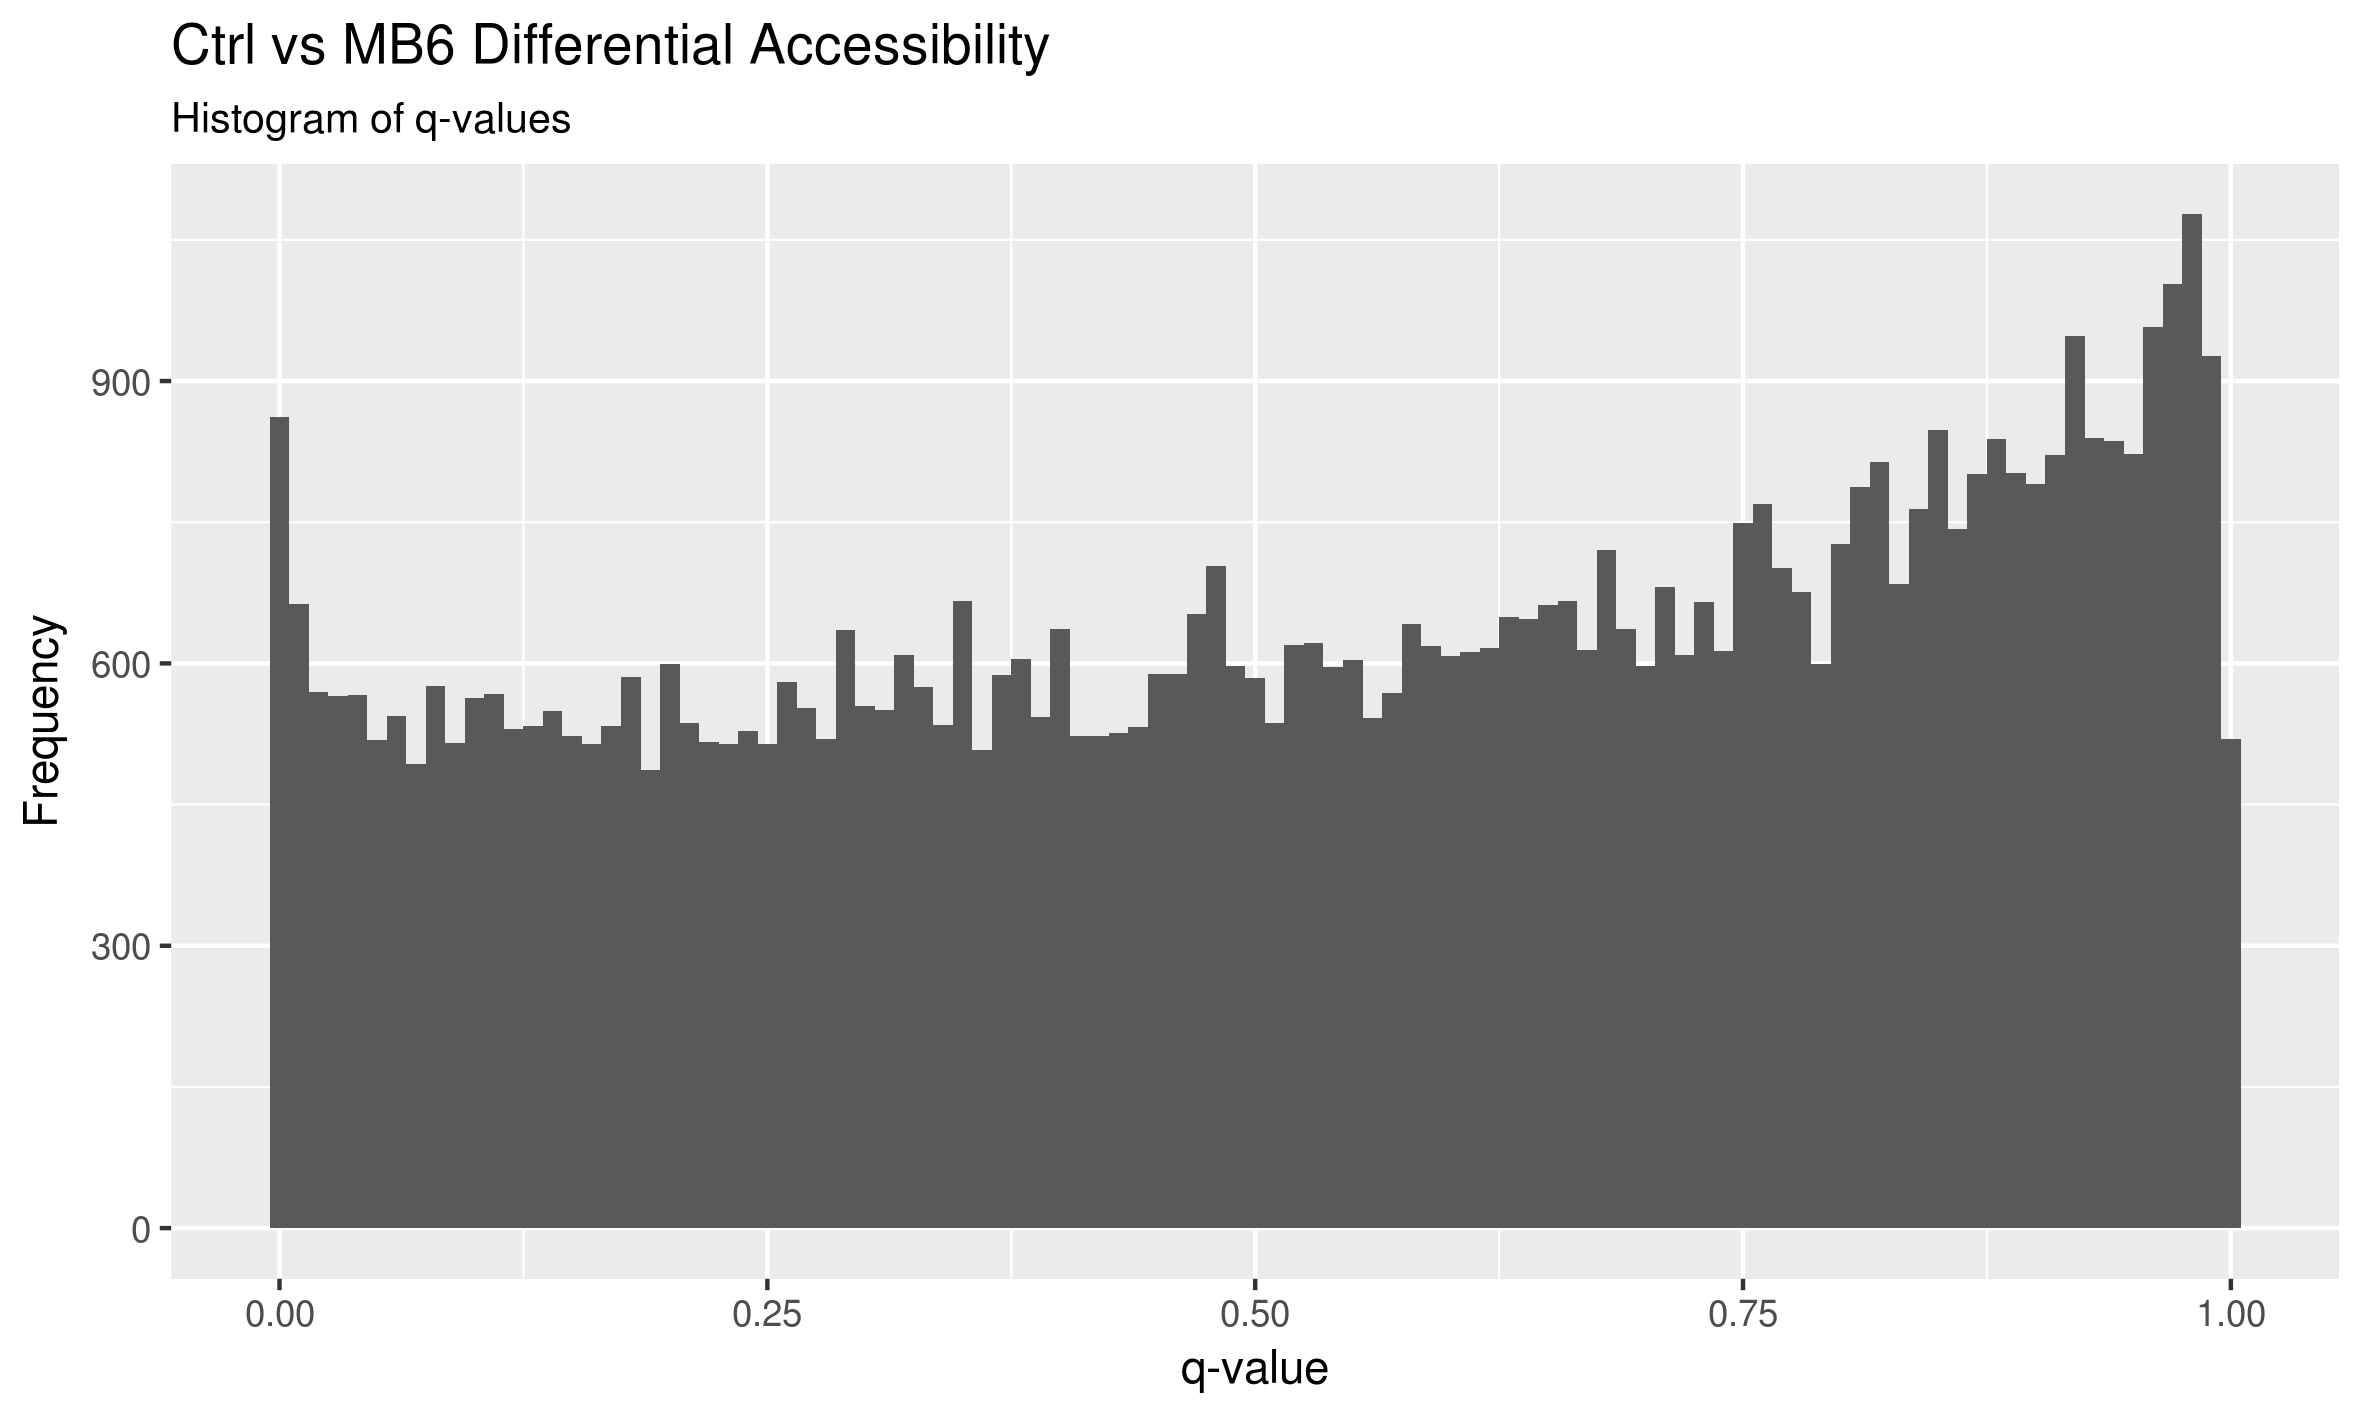 Ctrl vs MB6 Differential Accessibility
Histogram of q-values
Frequency
900
600
300
0
0.00 0.25 0.50 0.75 1.00
q-value